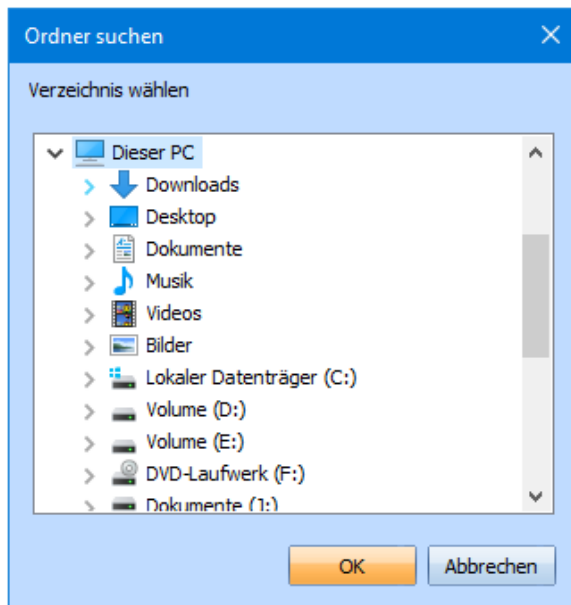 Ordner suchen
Verzeichnis wählen
Dieser PC
Downloads
Desktop
Dokumente
Musik
Videos
Bilder
Lokaler Datenträger (C:)
Volume (D:)
Volume (E:)
DVD-Laufwerk (F:)
Dokumente (J:)
OK
Abbrechen